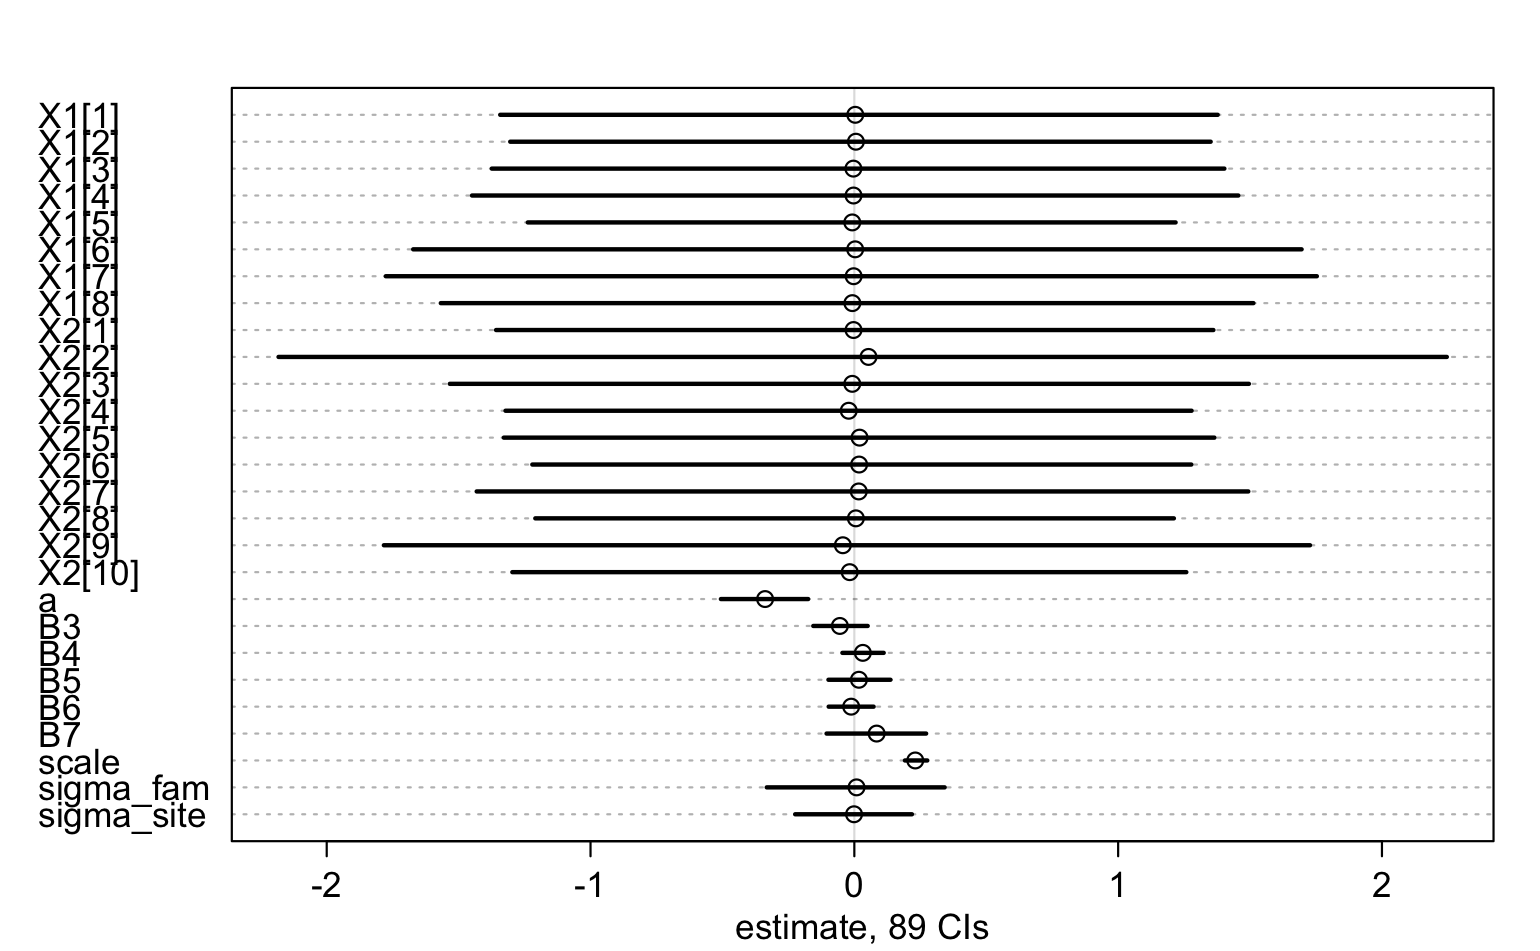 X1[1]
X1[2]
X1[3]
X1[4]
X1[5]
X1[6]
X1[7]
X1[8]
X2[1]
X2[2]
X2[3]
X2[4]
X2[5]
X2[6]
X2[7]
X2[8]
X2[9]
X2[10]
a
B3
B4
B5
B6
B7
scale
sigma_fam
sigma_site
-2 -1 0 1 2
estimate, 89 CIs